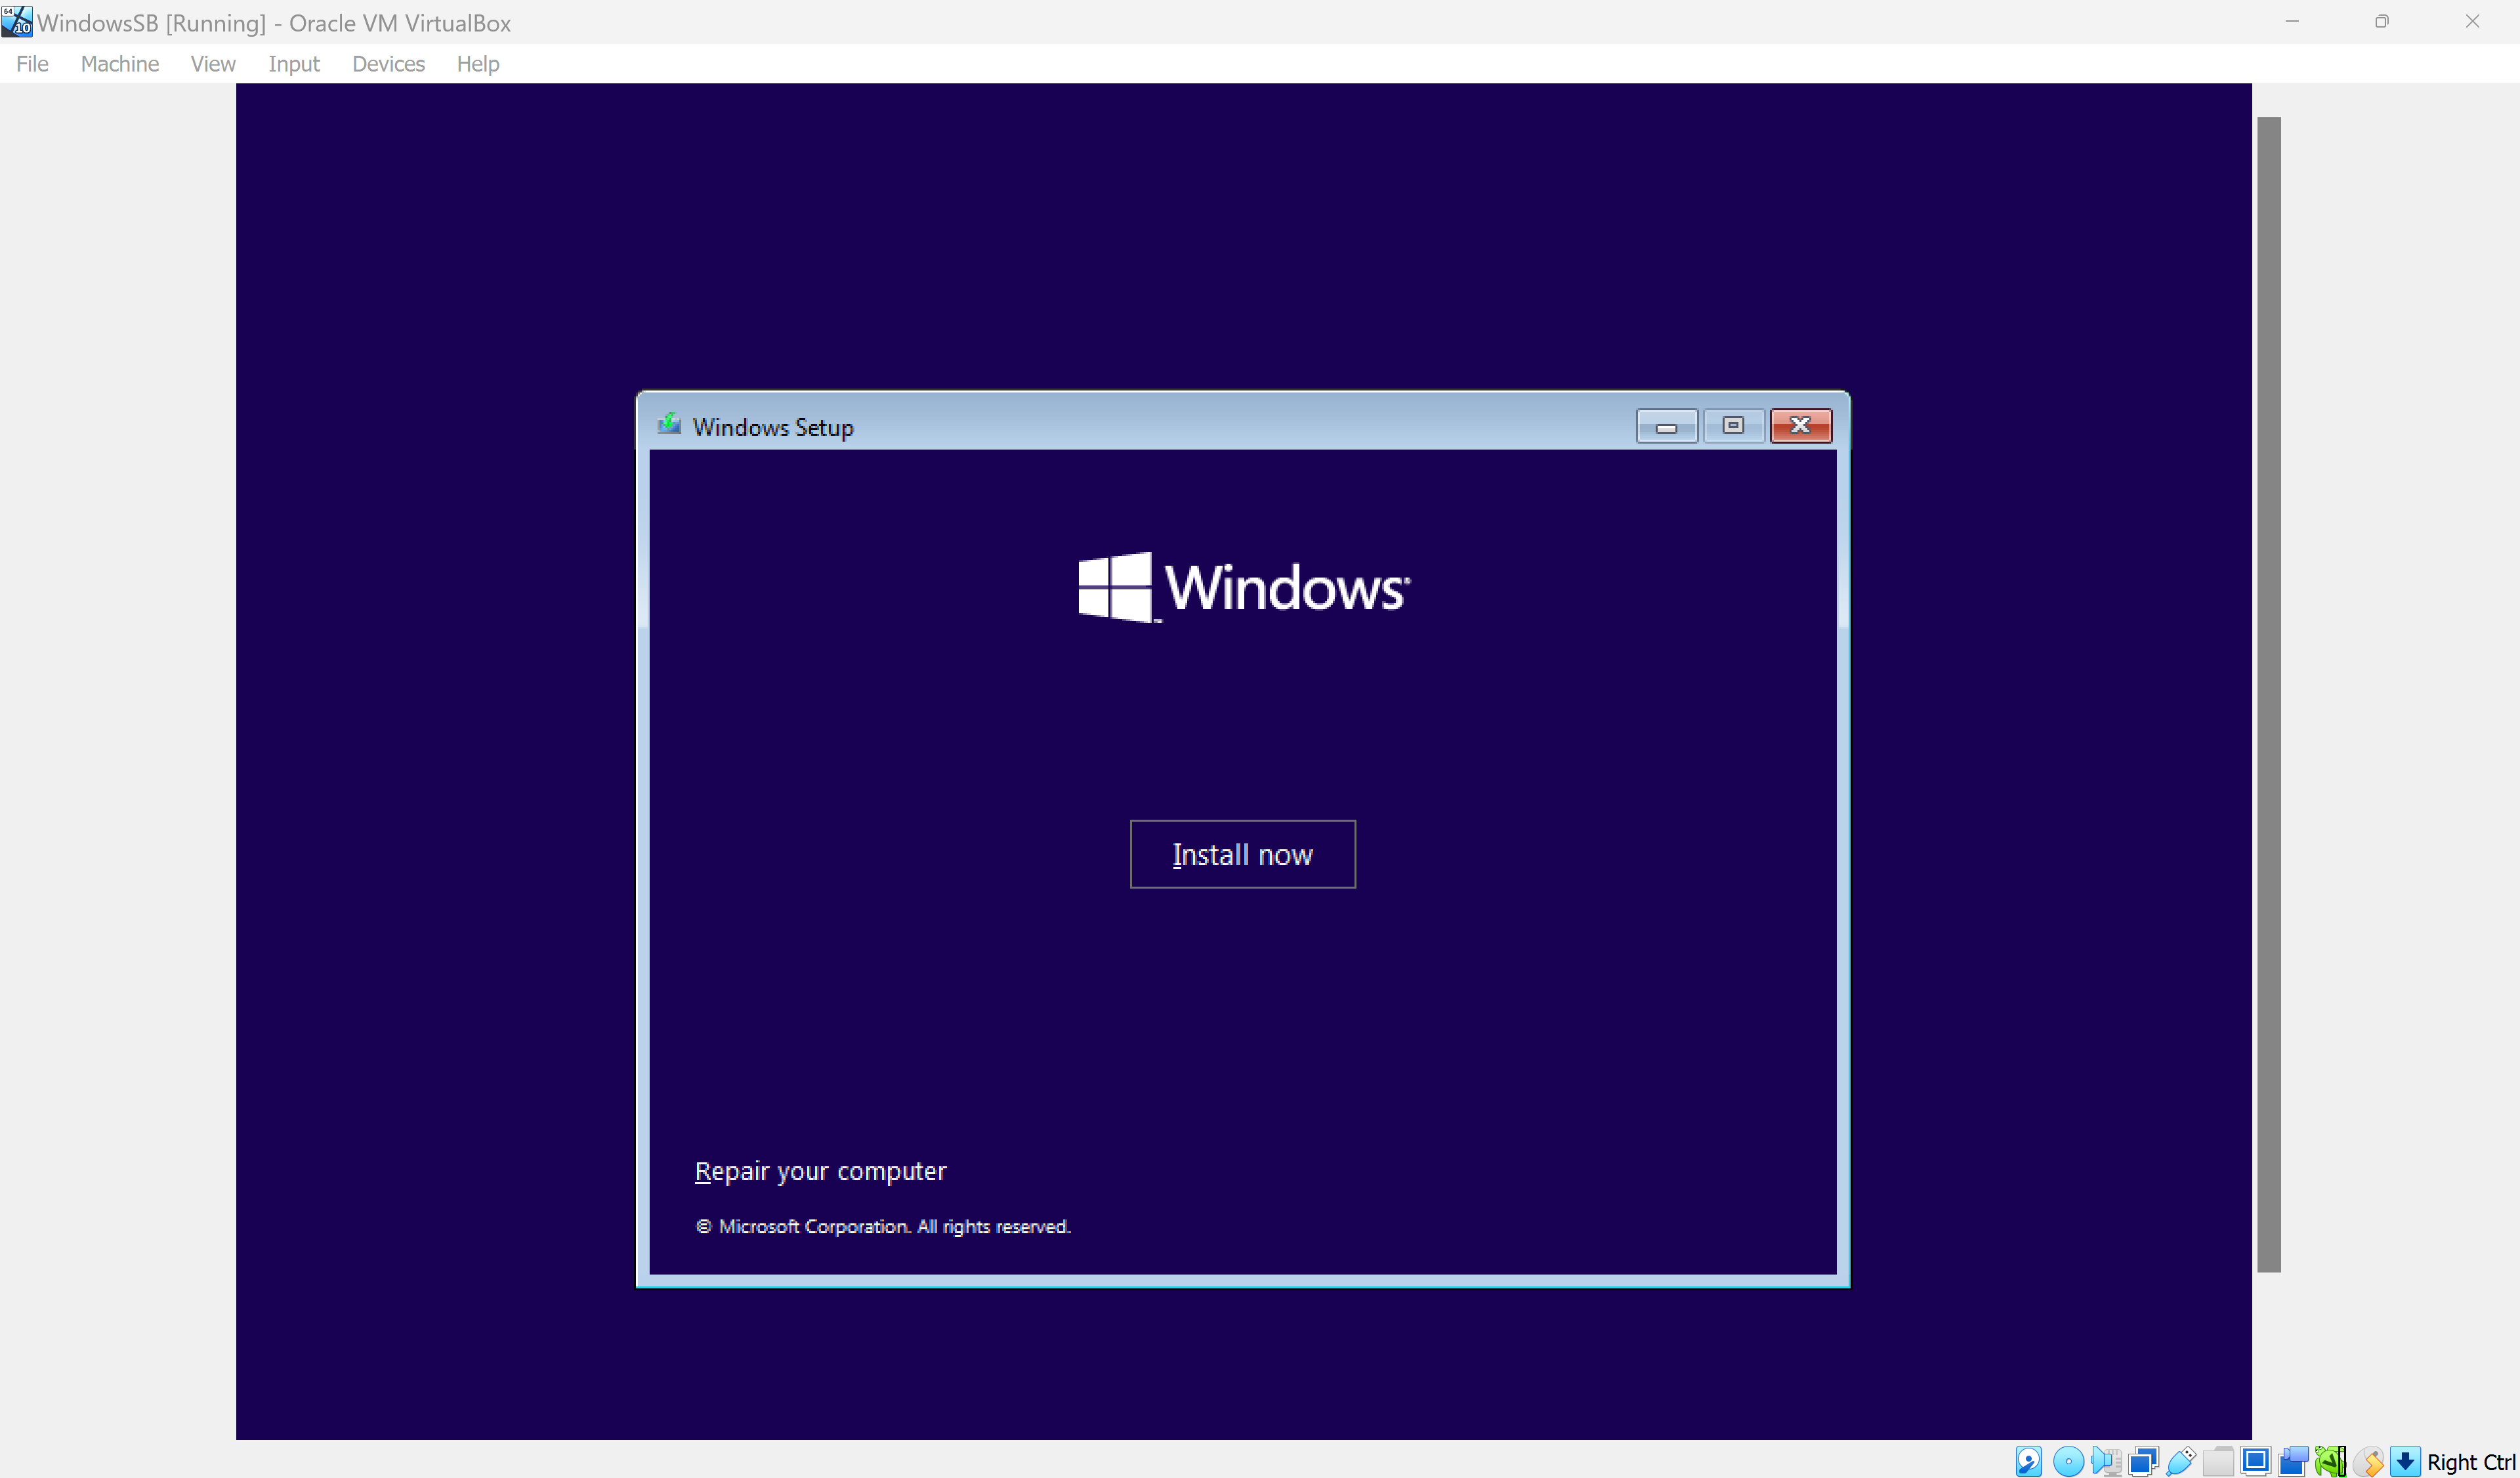 WindowsSB [Running] - Oracle VM VirtualBox
File Machine View Input Devices Help
Windows Setup
Windows®
Install now
Repair your computer
© Microsoft Corporation. All rights reserved.
Right Ctrl